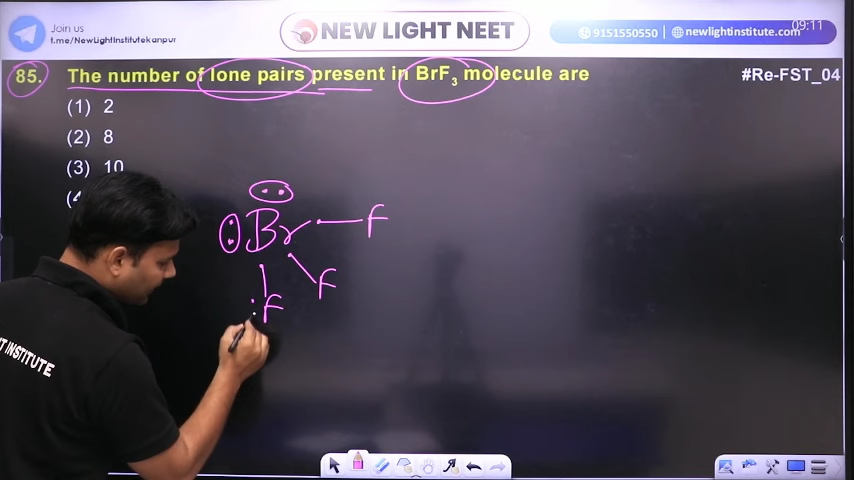 Join us
t.me/NewLightInstitutekanpur
NEW LIGHT NEET
9151550550 | newlightinstitute.com
09:11
85. The number of lone pairs present in BrF3 molecule are
#Re-FST_04
(1) 2
(2) 8
(3) 10
(4
Br F
F
:F
T INSTITUTE